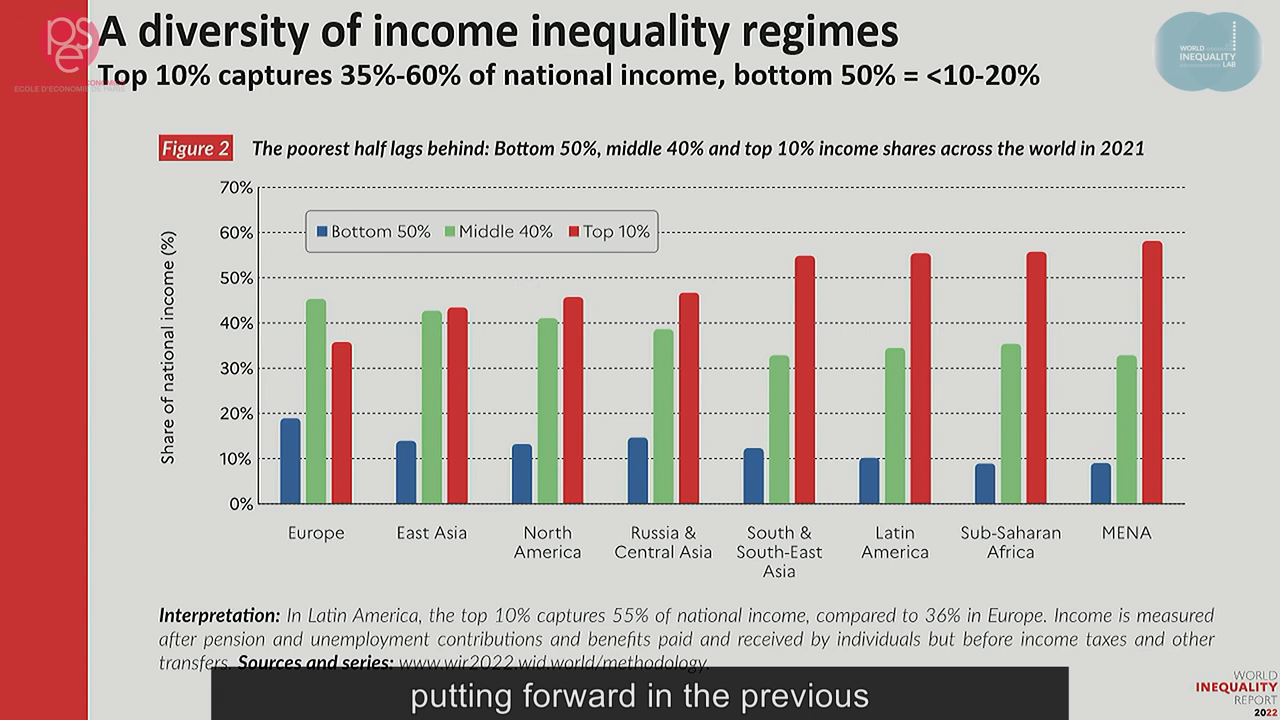 A diversity of income inequality regimes
Top 10% captures 35%-60% of national income, bottom 50% = <10-20%
pse
ECOLE D'ECONOMIE DE PARIS
WORLD
INEQUALITY
LAB
Figure 2 The poorest half lags behind: Bottom 50%, middle 40% and top 10% income shares across the world in 2021
Share of national income (%)
70%
60%
50%
40%
30%
20%
10%
0%
Bottom 50% Middle 40% Top 10%
Europe
East Asia
North
America
Russia &
Central Asia
South &
South-East
Asia
Latin
America
Sub-Saharan
Africa
MENA
Interpretation: In Latin America, the top 10% captures 55% of national income, compared to 36% in Europe. Income is measured
after pension and unemployment contributions and benefits paid and received by individuals but before income taxes and other
transfers. Sources and series: www.wir2022.wid.world/methodology.
putting forward in the previous
WORLD
INEQUALITY
REPORT
2022